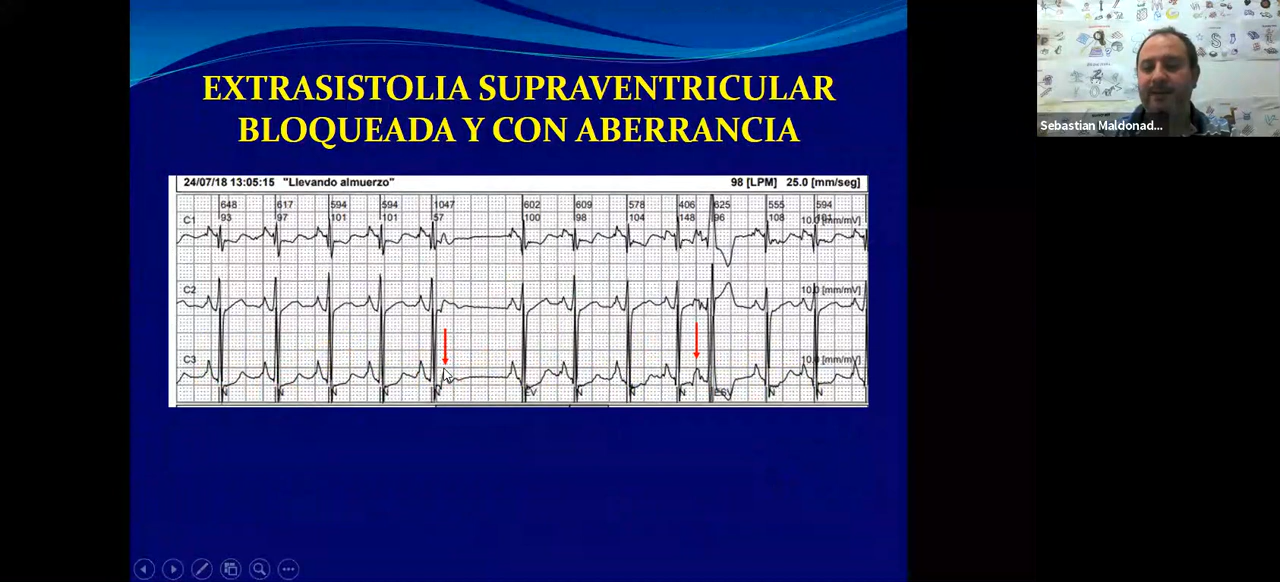 EXTRASISTOLIA SUPRAVENTRICULAR
BLOQUEADA Y CON ABERRANCIA
Sebastian Maldonad...
24/07/18 13:05:15 "Llevando almuerzo" 98 [LPM] 25.0 [mm/seg]
648 617 594 594 1047 602 609 578 406 625 555 594
93 97 101 101 57 100 98 104 148 96 108 101
C1 10.0 [mm/mV]
C2 10.0 [mm/mV]
C3 10.0 [mm/mV]
N N N N N EV N N N ESV N N